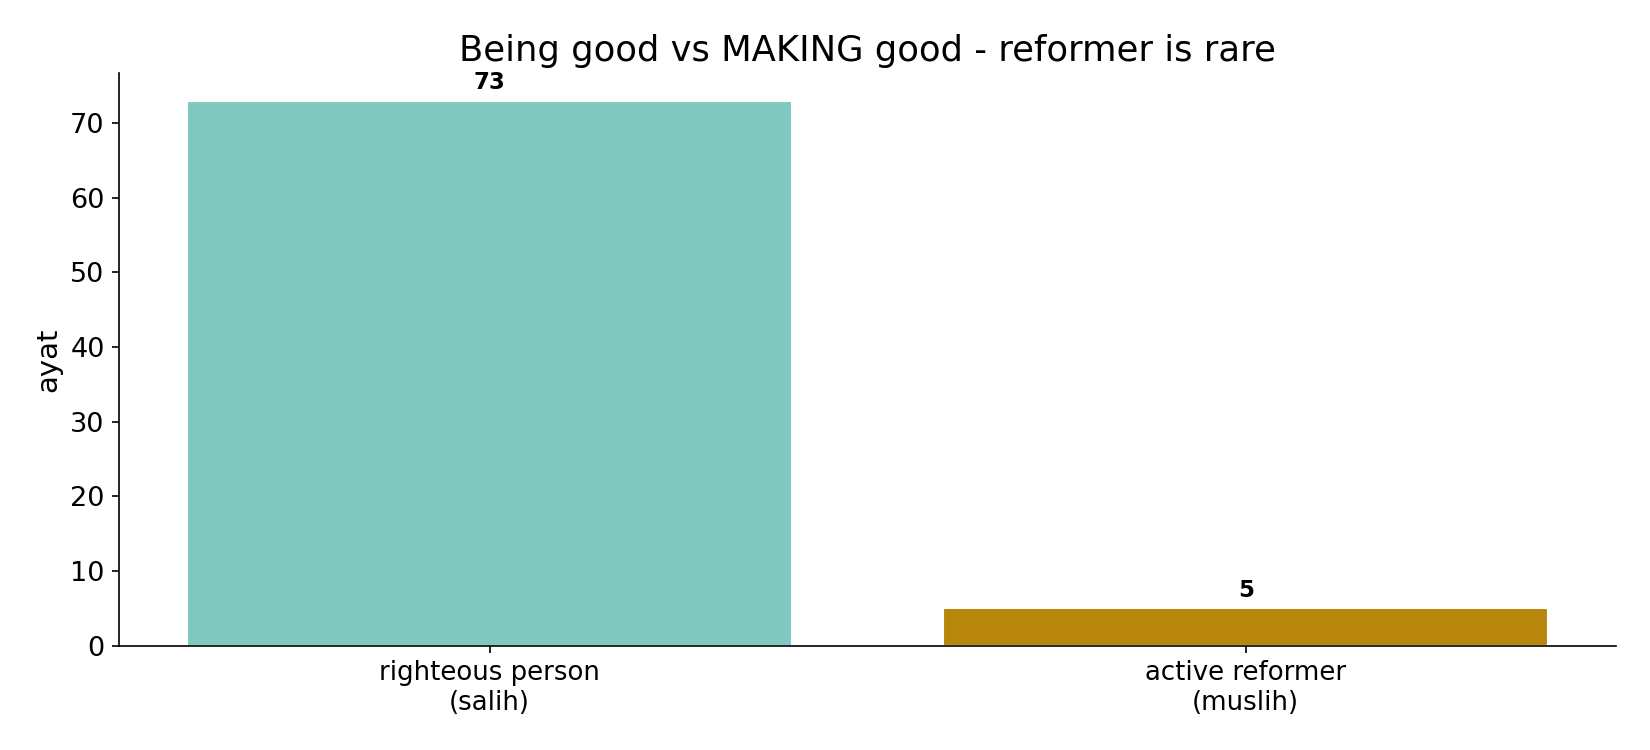 Being good vs MAKING good - reformer is rare
73
70
60
50
40
30
20
10
0
ayat
5
righteous person
(salih)
active reformer
(muslih)